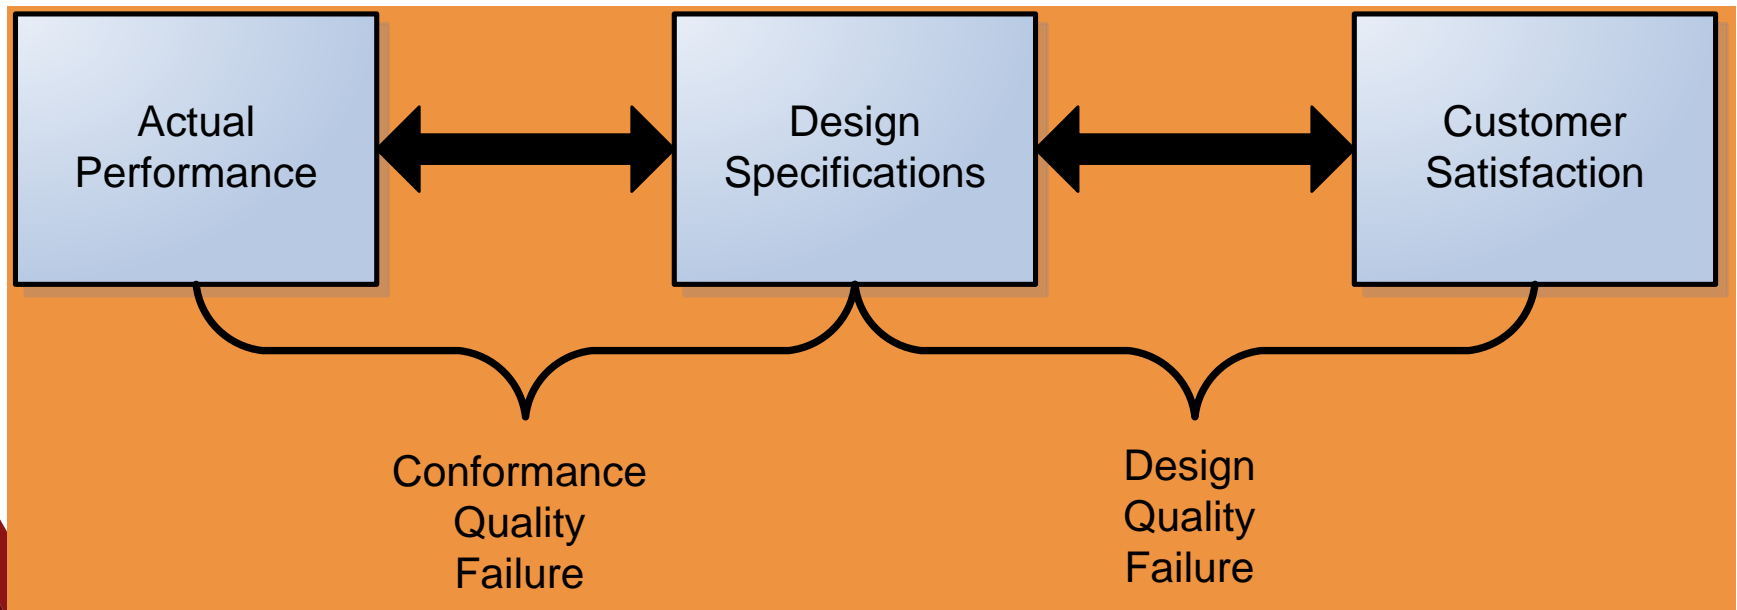 Actual
Performance
Design
Specifications
Customer
Satisfaction
Conformance
Quality
Failure
Design
Quality
Failure